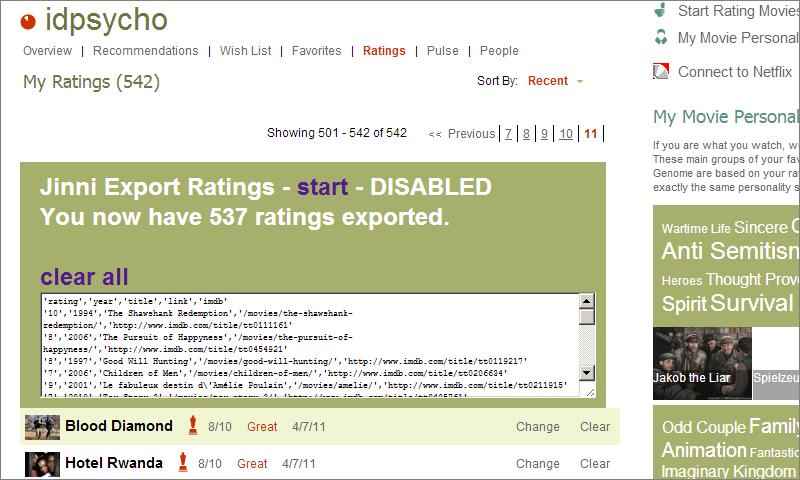 idpsycho
Overview | Recommendations | Wish List | Favorites | Ratings | Pulse | People
My Ratings (542)
Sort By: Recent
Showing 501 - 542 of 542
<< Previous | 7 | 8 | 9 | 10 | 11 |
Jinni Export Ratings - start - DISABLED
You now have 537 ratings exported.
clear all
'rating','year','title','link','imdb'
'10','1994','The Shawshank Redemption','/movies/the-shawshank-
redemption/','http://www.imdb.com/title/tt0111161'
'8','2006','The Pursuit of Happyness','/movies/the-pursuit-of-
happyness/','http://www.imdb.com/title/tt0454921'
'8','1997','Good Will Hunting','/movies/good-will-hunting/','http://www.imdb.com/title/tt0119217'
'7','2006','Children of Men','/movies/children-of-men/','http://www.imdb.com/title/tt0206634'
'9','2001','Le fabuleux destin d\'Amélie Poulain','/movies/amelie/','http://www.imdb.com/title/tt0211915'
Blood Diamond 8/10 Great 4/7/11 Change Clear
Hotel Rwanda 8/10 Great 4/7/11 Change Clear
Start Rating Movies
My Movie Personal
Connect to Netflix
My Movie Personal
If you are what you watch, w
These main groups of your fav
Genome are based on your rat
exactly the same personality s
Wartime Life Sincere C
Anti Semitism
Heroes Thought Prov
Spirit Survival
Jakob the Liar
Spielzeu
Odd Couple Family
Animation Fantastic
Imaginary Kingdom